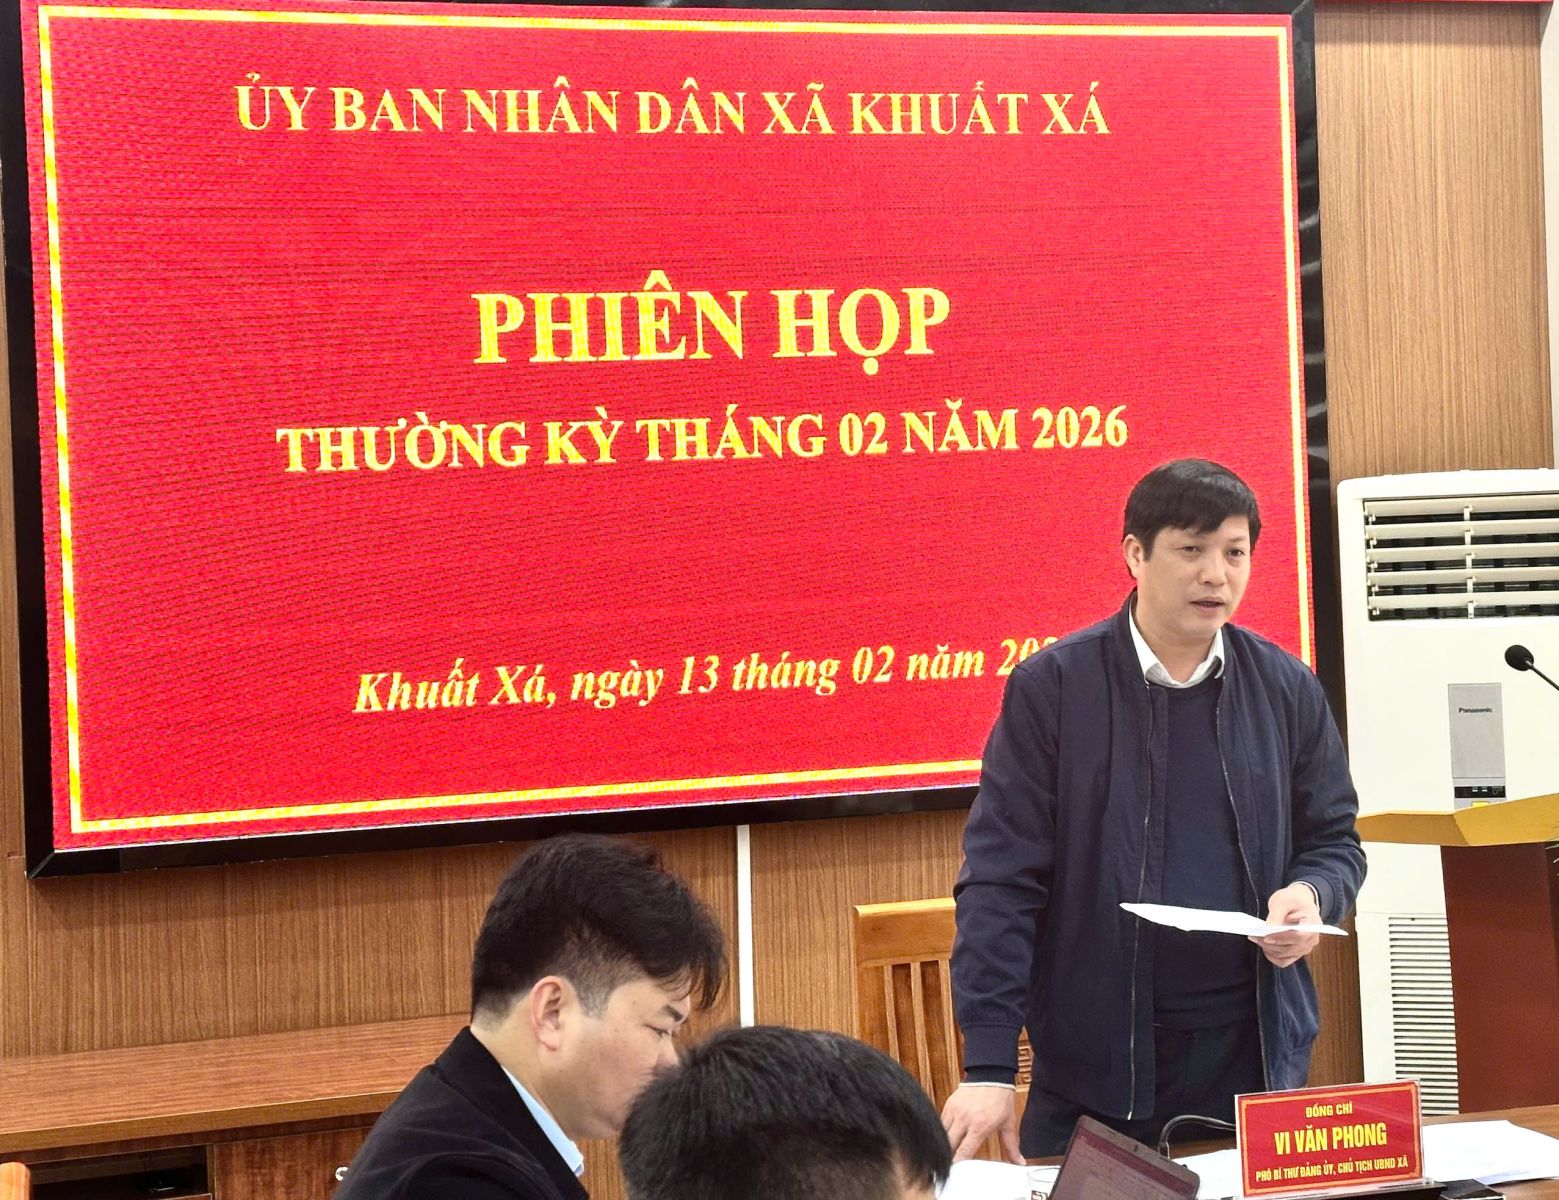 ỦY BAN NHÂN DÂN XÃ KHUẤT XÁ
PHIÊN HỌP
THƯỜNG KỲ THÁNG 02 NĂM 2026
Khuất Xá, ngày 13 tháng 02 năm 202
Panasonic
ĐỒNG CHÍ
VI VĂN PHONG
PHÓ BÍ THƯ ĐẢNG ỦY, CHỦ TỊCH UBND XÃ